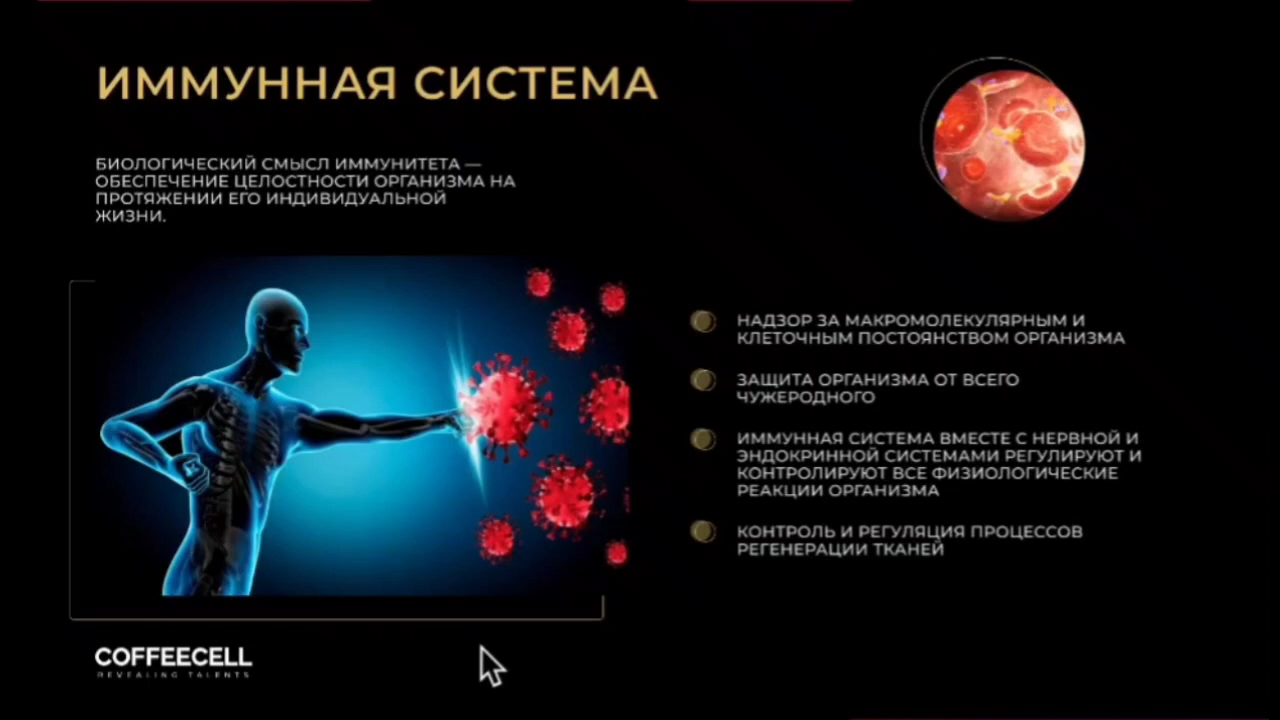 ИММУННАЯ СИСТЕМА
БИОЛОГИЧЕСКИЙ СМЫСЛ ИММУНИТЕТА —
ОБЕСПЕЧЕНИЕ ЦЕЛОСТНОСТИ ОРГАНИЗМА НА
ПРОТЯЖЕНИИ ЕГО ИНДИВИДУАЛЬНОЙ
ЖИЗНИ.
НАДЗОР ЗА МАКРОМОЛЕКУЛЯРНЫМ И
КЛЕТОЧНЫМ ПОСТОЯНСТВОМ ОРГАНИЗМА
ЗАЩИТА ОРГАНИЗМА ОТ ВСЕГО
ЧУЖЕРОДНОГО
ИММУННАЯ СИСТЕМА ВМЕСТЕ С НЕРВНОЙ И
ЭНДОКРИННОЙ СИСТЕМАМИ РЕГУЛИРУЮТ И
КОНТРОЛИРУЮТ ВСЕ ФИЗИОЛОГИЧЕСКИЕ
РЕАКЦИИ ОРГАНИЗМА
КОНТРОЛЬ И РЕГУЛЯЦИЯ ПРОЦЕССОВ
РЕГЕНЕРАЦИИ ТКАНЕЙ
COFFEECELL
REVEALING TALENTS